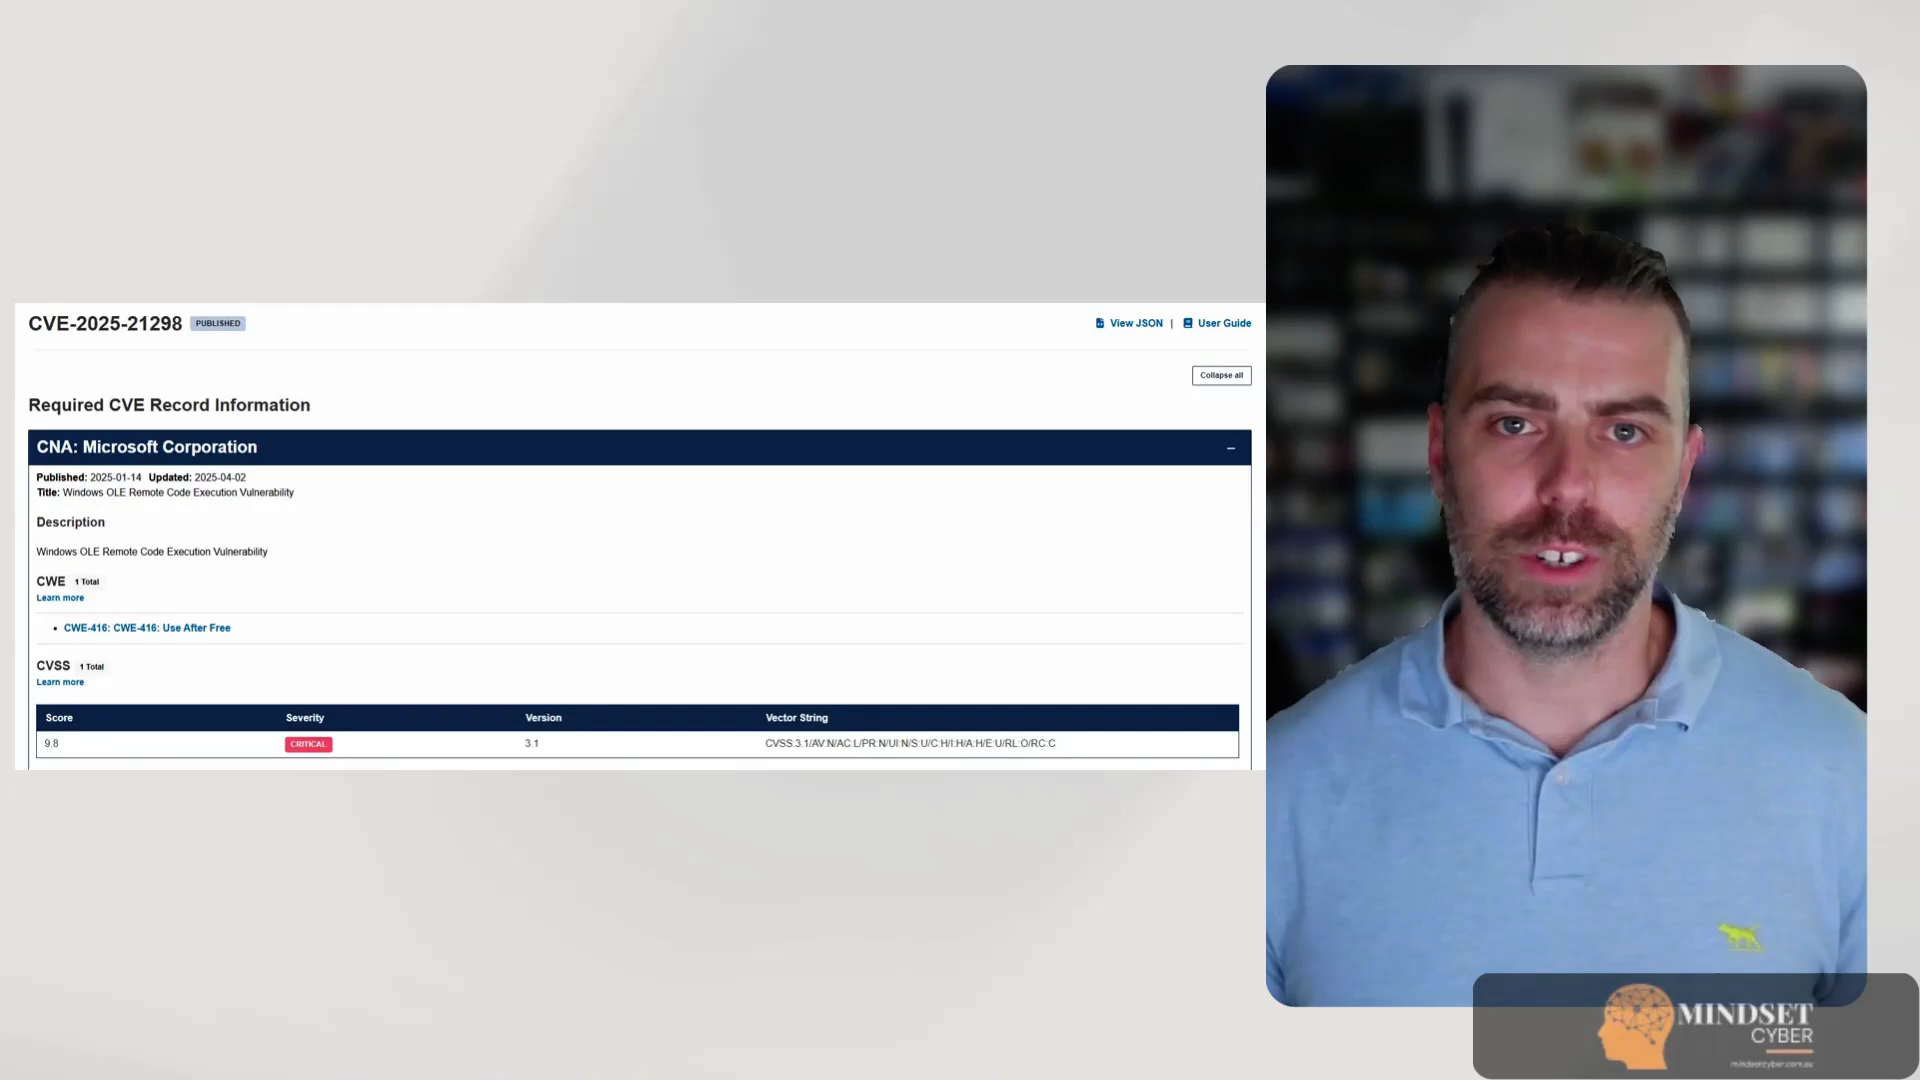 CVE-2025-21298 PUBLISHED
View JSON | User Guide
Collapse all
Required CVE Record Information
CNA: Microsoft Corporation
Published: 2025-01-14 Updated: 2025-04-02
Title: Windows OLE Remote Code Execution Vulnerability
Description
Windows OLE Remote Code Execution Vulnerability
CWE 1 Total
Learn more
• CWE-416: CWE-416: Use After Free
CVSS 1 Total
Learn more
Score Severity Version Vector String
9.8 CRITICAL 3.1 CVSS:3.1/AV:N/AC:L/PR:N/UI:N/S:U/C:H/I:H/A:H/E:U/RL:O/RC:C
MINDSET
CYBER
mindsetcyber.com.au